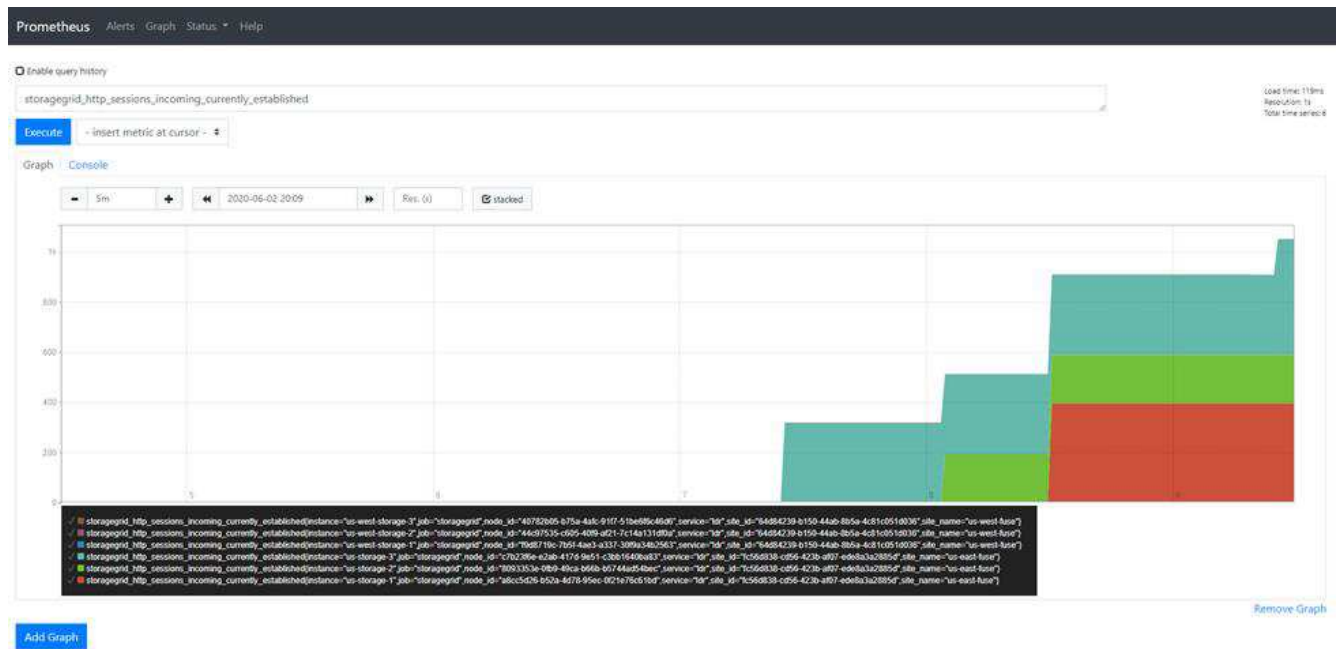 Prometheus Alerts Graph Status Help
Enable query history
storagegrid_http_sessions_incoming_currently_established
Load time: 119ms
Resolution: 1s
Total time series: 6
Execute - insert metric at cursor -
Graph Console
5m 2020-06-02 20:09 Res. (s) stacked
1k
800
600
400
200
0
5 6 7 8
storagegrid_http_sessions_incoming_currently_established{instance="us-west-storage-3",job="storagegrid", service="ldr", site_name="us-west-fuse"}
storagegrid_http_sessions_incoming_currently_established{instance="us-west-storage-2",job="storagegrid", service="ldr", site_name="us-west-fuse"}
storagegrid_http_sessions_incoming_currently_established{instance="us-west-storage-1",job="storagegrid", service="ldr", site_name="us-west-fuse"}
storagegrid_http_sessions_incoming_currently_established{instance="us-storage-3",job="storagegrid", service="ldr", site_name="us-east-fuse"}
storagegrid_http_sessions_incoming_currently_established{instance="us-storage-2",job="storagegrid", service="ldr", site_name="us-east-fuse"}
storagegrid_http_sessions_incoming_currently_established{instance="us-storage-1",job="storagegrid", service="ldr", site_name="us-east-fuse"}
Remove Graph
Add Graph